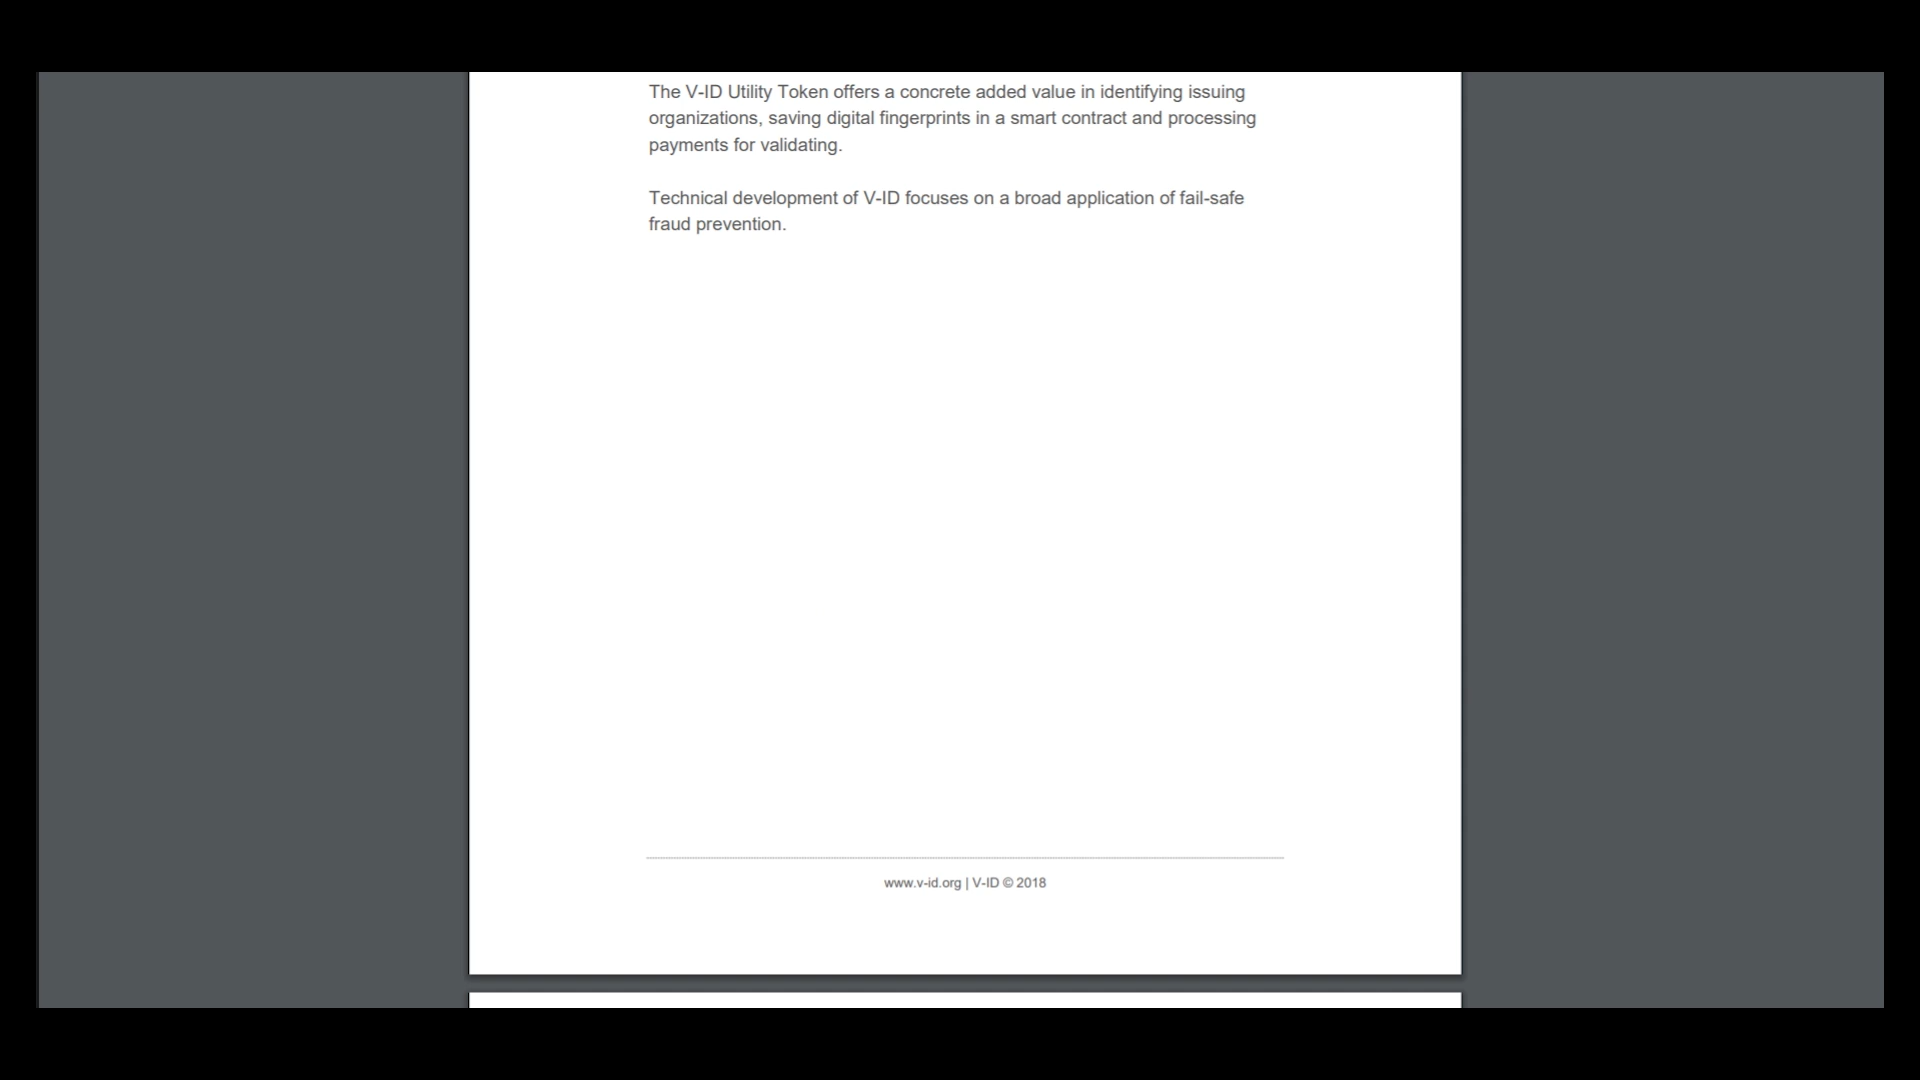 The V-ID Utility Token offers a concrete added value in identifying issuing
organizations, saving digital fingerprints in a smart contract and processing
payments for validating.
Technical development of V-ID focuses on a broad application of fail-safe
fraud prevention.
www.v-id.org | V-ID © 2018